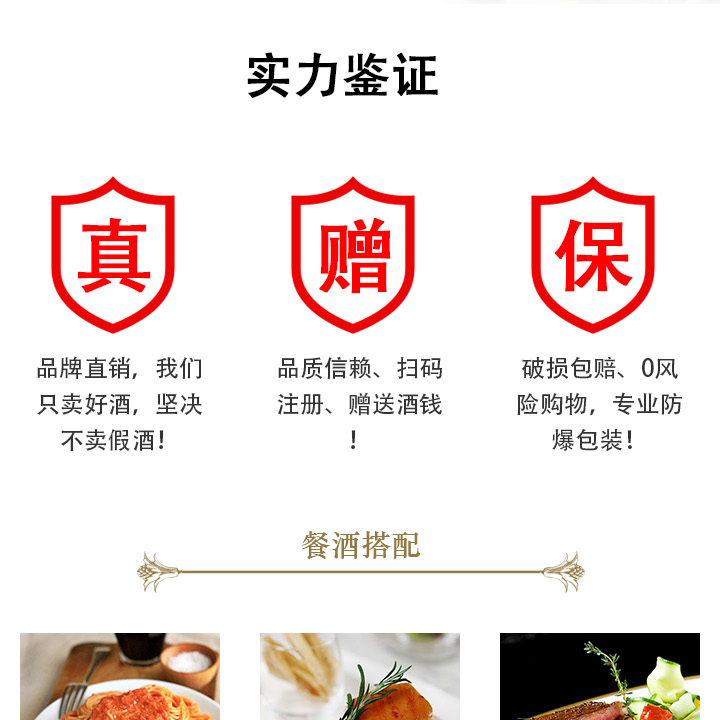 实力鉴证
真
赠
保
品牌直销，我们
只卖好酒，坚决
不卖假酒！
品质信赖、扫码
注册、赠送酒钱
！
破损包赔、0风
险购物，专业防
爆包装！
餐酒搭配